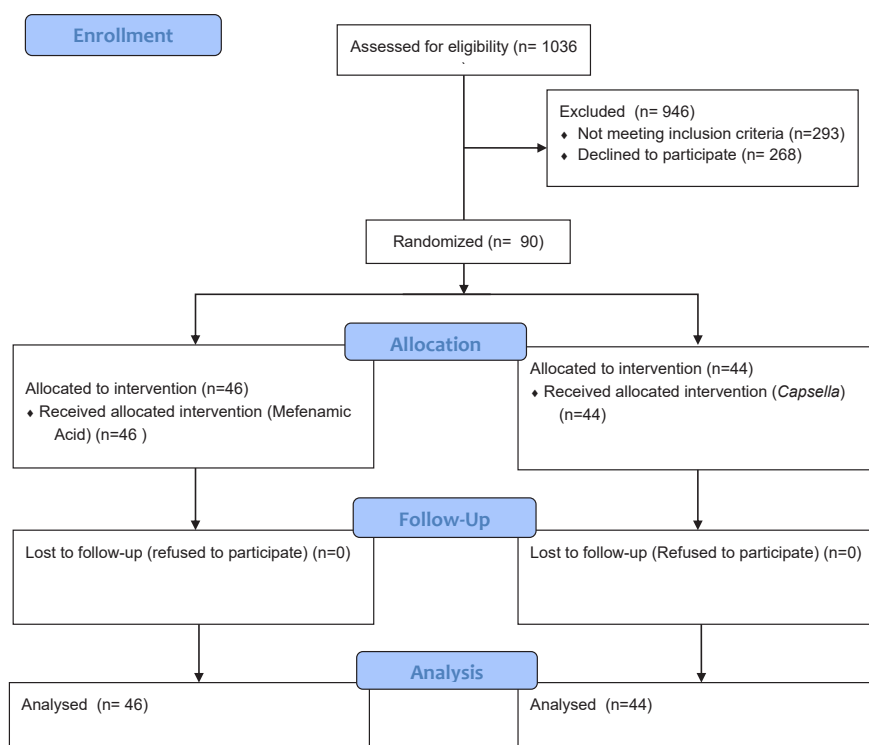 Enrollment
Assessed for eligibility (n= 1036
Excluded (n= 946)
♦ Not meeting inclusion criteria (n=293)
♦ Declined to participate (n= 268)
Randomized (n= 90)
Allocation
Allocated to intervention (n=46)
♦ Received allocated intervention (Mefenamic
Acid) (n=46 )
Allocated to intervention (n=44)
♦ Received allocated intervention (Capsella)
(n=44)
Follow-Up
Lost to follow-up (refused to participate) (n=0)
Lost to follow-up (Refused to participate) (n=0)
Analysis
Analysed (n= 46)
Analysed (n=44)